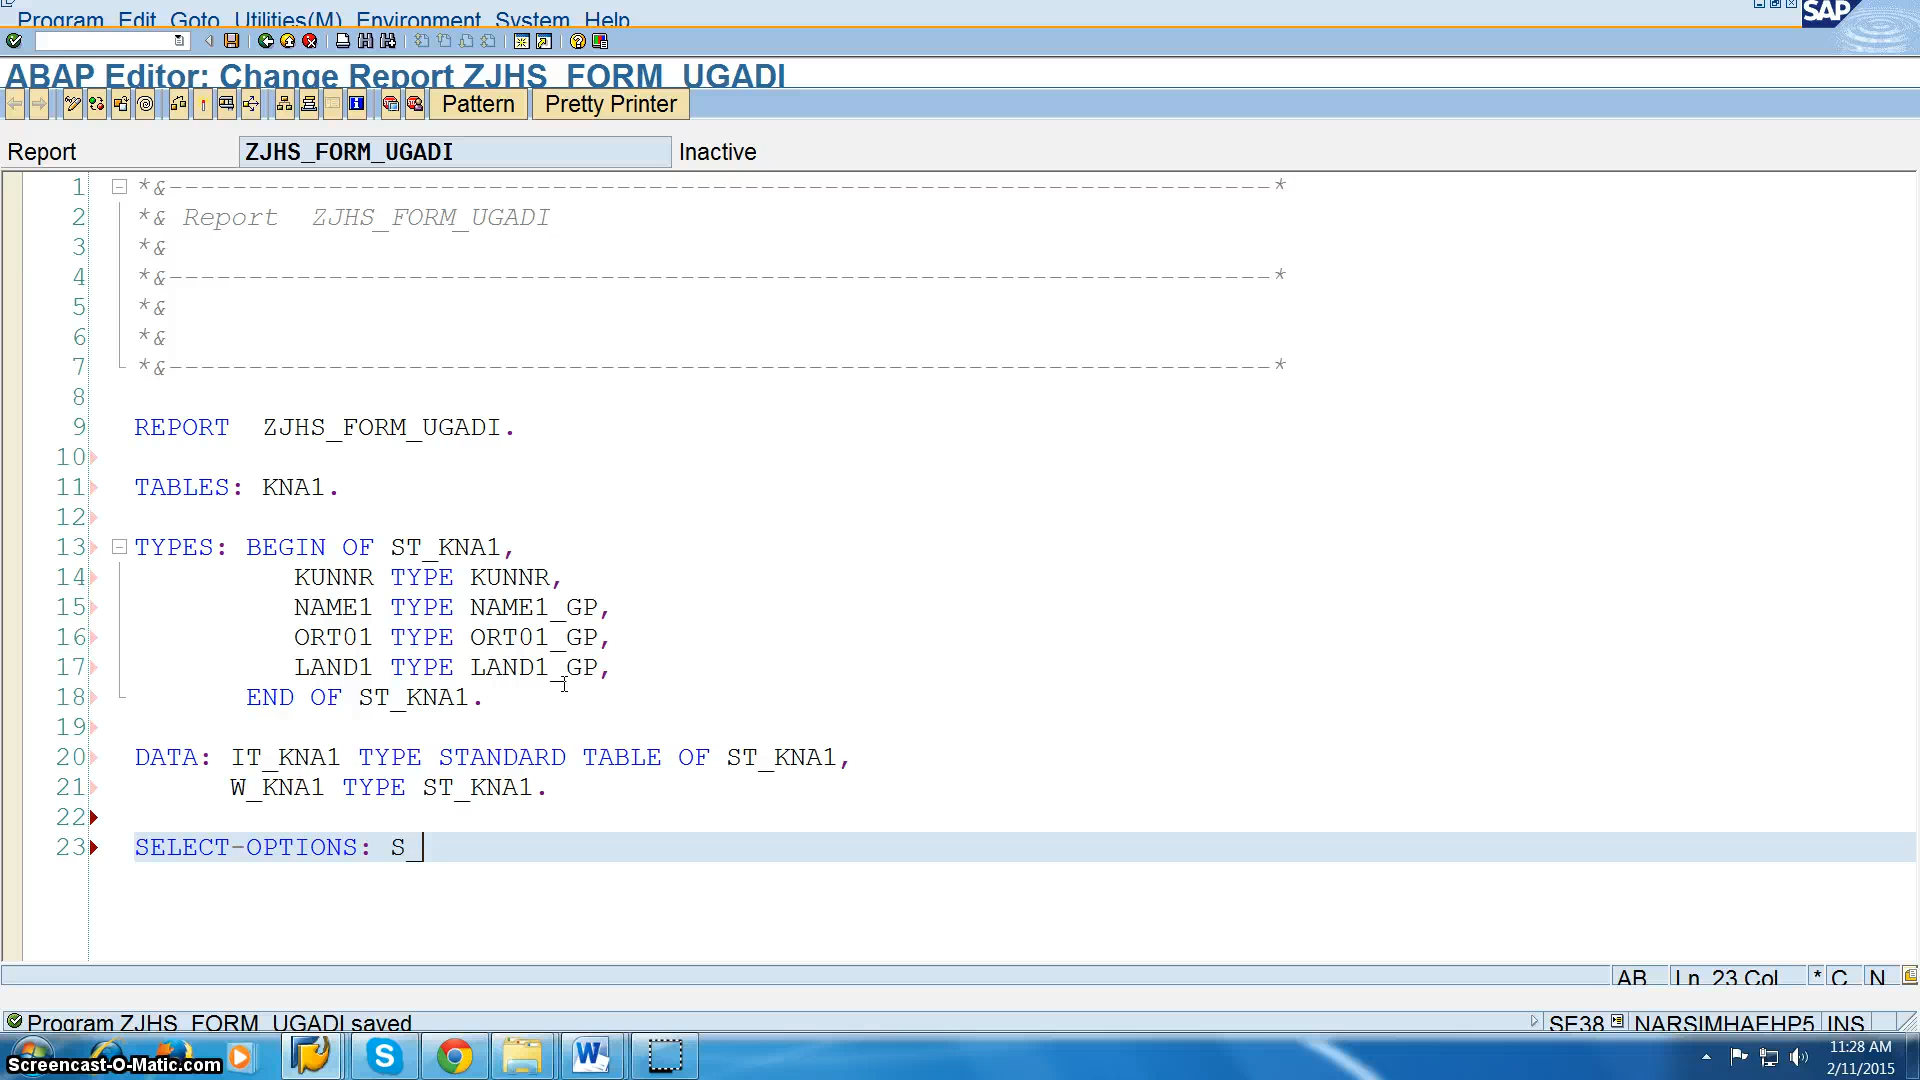 Program Edit Goto Utilities(M) Environment System Help
SAP
ABAP Editor: Change Report ZJHS_FORM_UGADI
Pattern Pretty Printer
Report ZJHS_FORM_UGADI Inactive
1 *&---------------------------------------------------------------------*
2 *& Report  ZJHS_FORM_UGADI
3 *&
4 *&---------------------------------------------------------------------*
5 *&
6 *&
7 *&---------------------------------------------------------------------*
8
9 REPORT  ZJHS_FORM_UGADI.
10
11 TABLES: KNA1.
12
13 TYPES: BEGIN OF ST_KNA1,
14 KUNNR TYPE KUNNR,
15 NAME1 TYPE NAME1_GP,
16 ORT01 TYPE ORT01_GP,
17 LAND1 TYPE LAND1_GP,
18 END OF ST_KNA1.
19
20 DATA: IT_KNA1 TYPE STANDARD TABLE OF ST_KNA1,
21 W_KNA1 TYPE ST_KNA1.
22
23 SELECT-OPTIONS: S_
AB Ln 23 Col * C N
Program ZJHS_FORM_UGADI saved SE38 NARSIMHAEHP5 INS
Screencast-O-Matic.com
11:28 AM
2/11/2015